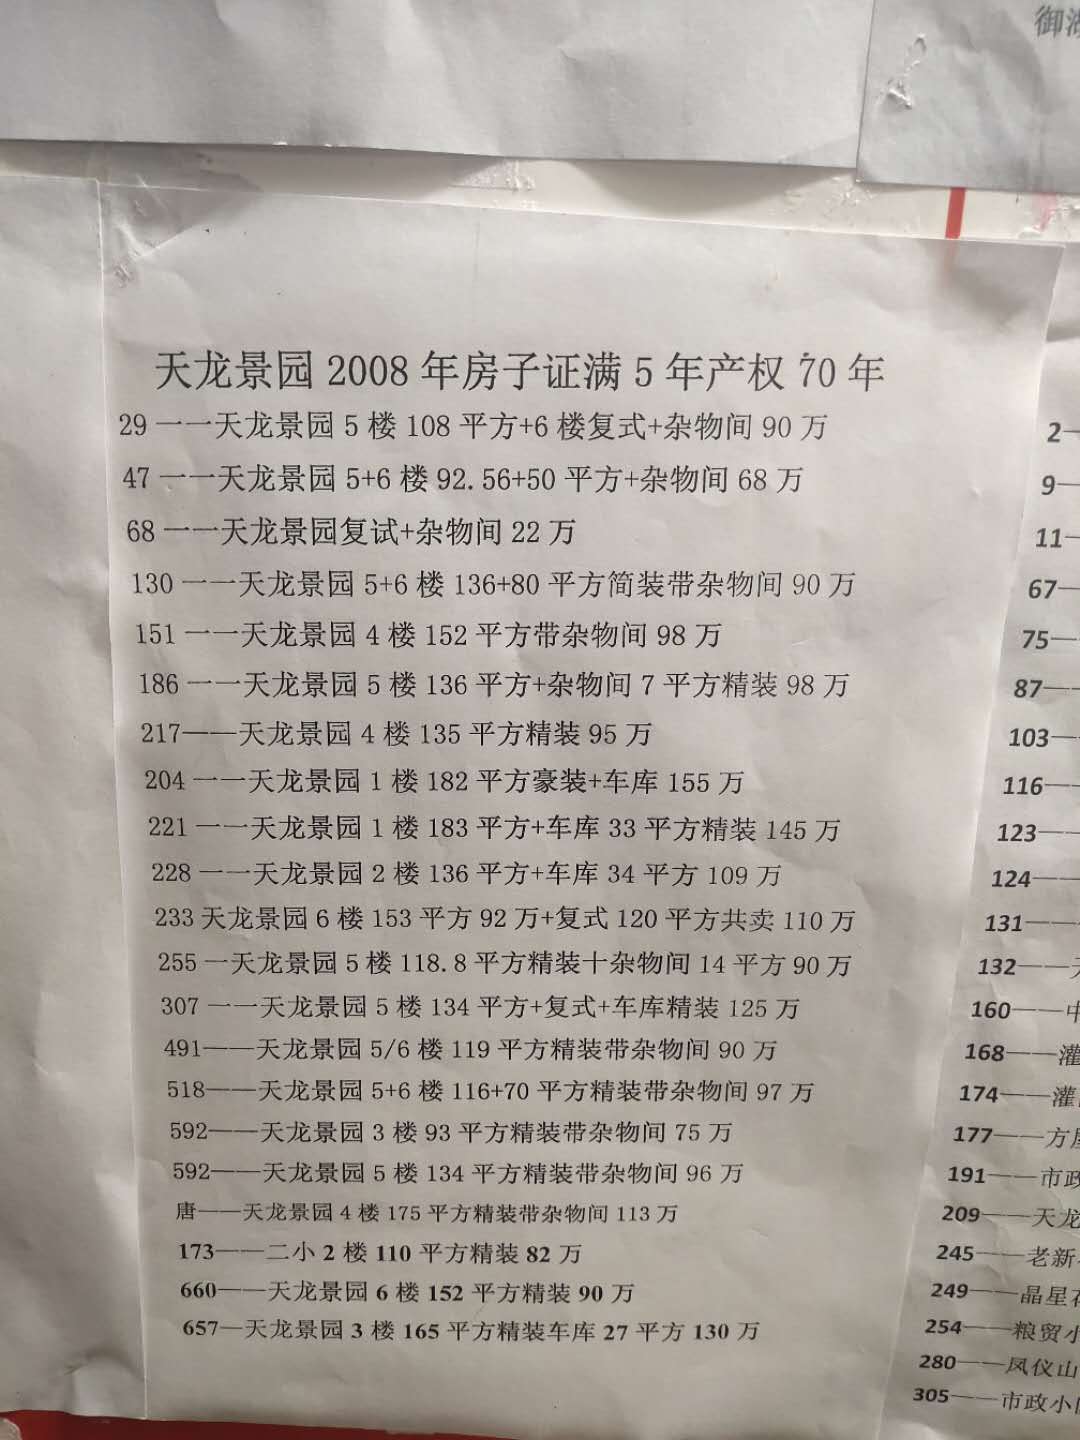 御
天龙景园 2008 年房子证满 5 年产权 70 年
29 一一天龙景园 5 楼 108 平方+6 楼复式+杂物间 90 万
47 一一天龙景园 5+6 楼 92.56+50 平方+杂物间 68 万
68 一一天龙景园复试+杂物间 22 万
130 一一天龙景园 5+6 楼 136+80 平方简装带杂物间 90 万
151 一一天龙景园 4 楼 152 平方带杂物间 98 万
186 一一天龙景园 5 楼 136 平方+杂物间 7 平方精装 98 万
217——天龙景园 4 楼 135 平方精装 95 万
204 一一天龙景园 1 楼 182 平方豪装+车库 155 万
221 一一天龙景园 1 楼 183 平方+车库 33 平方精装 145 万
228 一一天龙景园 2 楼 136 平方+车库 34 平方 109 万
233 天龙景园 6 楼 153 平方 92 万+复式 120 平方共卖 110 万
255 一天龙景园 5 楼 118.8 平方精装十杂物间 14 平方 90 万
307 一一天龙景园 5 楼 134 平方+复式+车库精装 125 万
491——天龙景园 5/6 楼 119 平方精装带杂物间 90 万
518——天龙景园 5+6 楼 116+70 平方精装带杂物间 97 万
592——天龙景园 3 楼 93 平方精装带杂物间 75 万
592——天龙景园 5 楼 134 平方精装带杂物间 96 万
唐——天龙景园 4 楼 175 平方精装带杂物间 113 万
173——二小 2 楼 110 平方精装 82 万
660——天龙景园 6 楼 152 平方精装 90 万
657—天龙景园 3 楼 165 平方精装车库 27 平方 130 万
2—
9—
11—
67—
75—
87—
103—
116—
123—
124—
131——
132——天
160——中
168——灌
174——灌
177——方
191——市政
209——天龙
245——老新
249——晶星
254——粮贸小
280——凤仪山
305——市政小